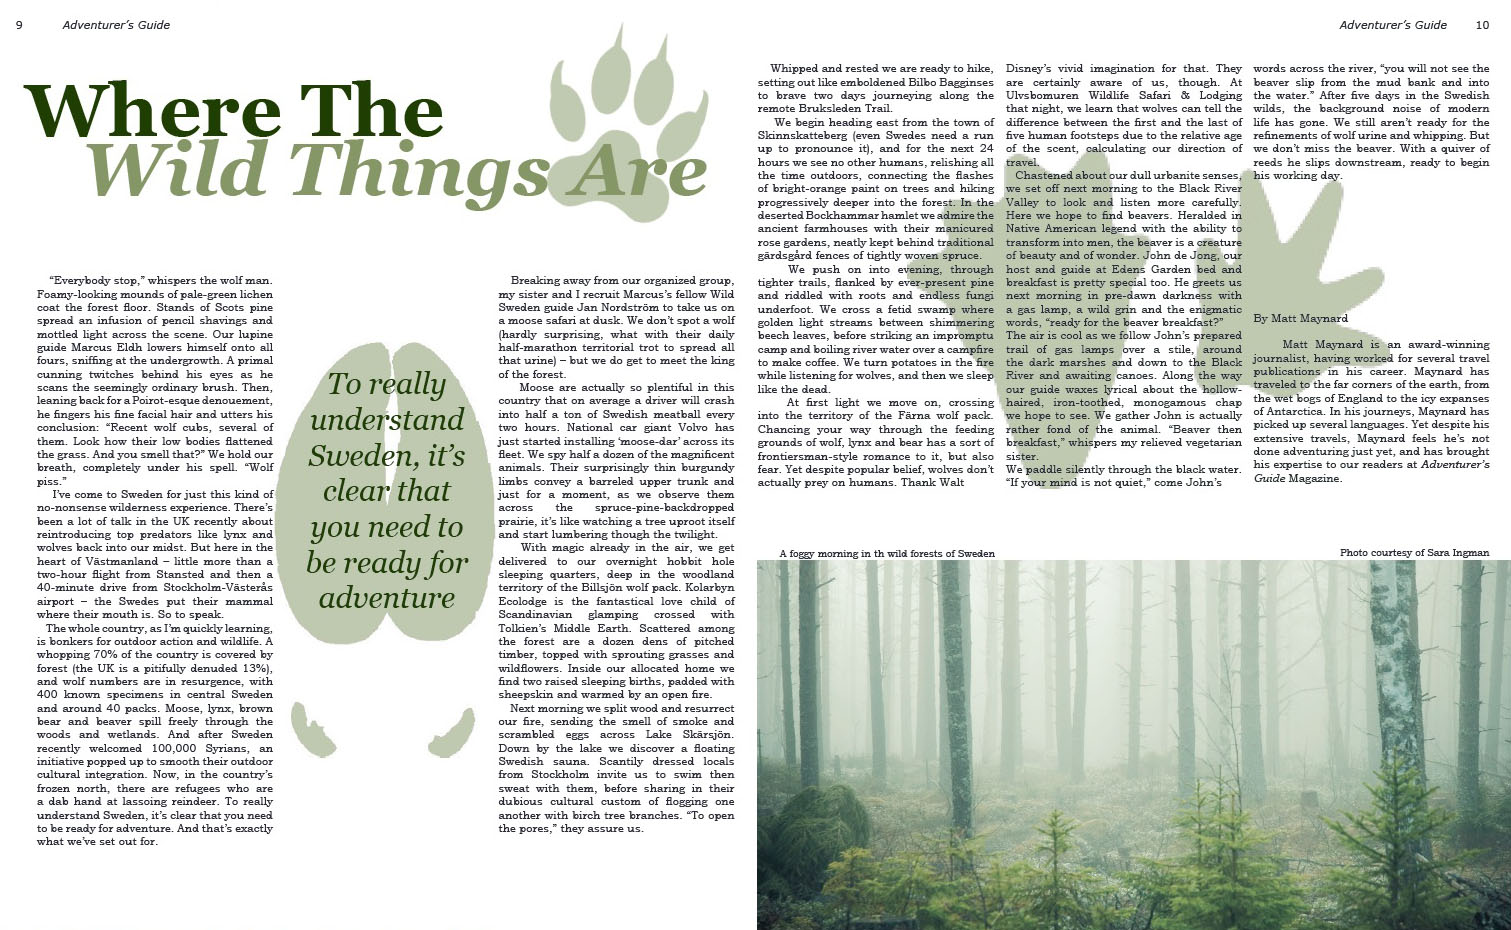 9 Adventurer's Guide
Where The
Wild Things Are
"Everybody stop," whispers the wolf man.
Foamy-looking mounds of pale-green lichen
coat the forest floor. Stands of Scots pine
spread an infusion of pencil shavings and
mottled light across the scene. Our lupine
guide Marcus Eldh lowers himself onto all
fours, sniffing at the undergrowth. A primal
cunning twitches behind his eyes as he
scans the seemingly ordinary brush. Then,
leaning back for a Poirot-esque denouement,
he fingers his fine facial hair and utters his
conclusion: "Recent wolf cubs, several of
them. Look how their low bodies flattened
the grass. And you smell that?" We hold our
breath, completely under his spell. "Wolf
piss."
I've come to Sweden for just this kind of
no-nonsense wilderness experience. There's
been a lot of talk in the UK recently about
reintroducing top predators like lynx and
wolves back into our midst. But here in the
heart of Västmanland – little more than a
two-hour flight from Stansted and then a
40-minute drive from Stockholm-Västerås
airport – the Swedes put their mammal
where their mouth is. So to speak.
The whole country, as I'm quickly learning,
is bonkers for outdoor action and wildlife. A
whopping 70% of the country is covered by
forest (the UK is a pitifully denuded 13%),
and wolf numbers are in resurgence, with
400 known specimens in central Sweden
and around 40 packs. Moose, lynx, brown
bear and beaver spill freely through the
woods and wetlands. And after Sweden
recently welcomed 100,000 Syrians, an
initiative popped up to smooth their outdoor
cultural integration. Now, in the country's
frozen north, there are refugees who are
a dab hand at lassoing reindeer. To really
understand Sweden, it's clear that you need
to be ready for adventure. And that's exactly
what we've set out for.
To really
understand
Sweden, it's
clear that
you need to
be ready for
adventure
Breaking away from our organized group,
my sister and I recruit Marcus's fellow Wild
Sweden guide Jan Nordström to take us on
a moose safari at dusk. We don't spot a wolf
(hardly surprising, what with their daily
half-marathon territorial trot to spread all
that urine) – but we do get to meet the king
of the forest.
Moose are actually so plentiful in this
country that on average a driver will crash
into half a ton of Swedish meatball every
two hours. National car giant Volvo has
just started installing 'moose-dar' across its
fleet. We spy half a dozen of the magnificent
animals. Their surprisingly thin burgundy
limbs convey a barreled upper trunk and
just for a moment, as we observe them
across the spruce-pine-backdropped
prairie, it's like watching a tree uproot itself
and start lumbering though the twilight.
With magic already in the air, we get
delivered to our overnight hobbit hole
sleeping quarters, deep in the woodland
territory of the Billsjön wolf pack. Kolarbyn
Ecolodge is the fantastical love child of
Scandinavian glamping crossed with
Tolkien's Middle Earth. Scattered among
the forest are a dozen dens of pitched
timber, topped with sprouting grasses and
wildflowers. Inside our allocated home we
find two raised sleeping births, padded with
sheepskin and warmed by an open fire.
Next morning we split wood and resurrect
our fire, sending the smell of smoke and
scrambled eggs across Lake Skärsjön.
Down by the lake we discover a floating
Swedish sauna. Scantily dressed locals
from Stockholm invite us to swim then
sweat with them, before sharing in their
dubious cultural custom of flogging one
another with birch tree branches. "To open
the pores," they assure us.
Adventurer's Guide 10
Whipped and rested we are ready to hike,
setting out like emboldened Bilbo Bagginses
to brave two days journeying along the
remote Bruksleden Trail.
We begin heading east from the town of
Skinnskatteberg (even Swedes need a run
up to pronounce it), and for the next 24
hours we see no other humans, relishing all
the time outdoors, connecting the flashes
of bright-orange paint on trees and hiking
progressively deeper into the forest. In the
deserted Bockhammar hamlet we admire the
ancient farmhouses with their manicured
rose gardens, neatly kept behind traditional
gärdsgård fences of tightly woven spruce.
We push on into evening, through
tighter trails, flanked by ever-present pine
and riddled with roots and endless fungi
underfoot. We cross a fetid swamp where
golden light streams between shimmering
beech leaves, before striking an impromptu
camp and boiling river water over a campfire
to make coffee. We turn potatoes in the fire
while listening for wolves, and then we sleep
like the dead.
At first light we move on, crossing
into the territory of the Färna wolf pack.
Chancing your way through the feeding
grounds of wolf, lynx and bear has a sort of
frontiersman-style romance to it, but also
fear. Yet despite popular belief, wolves don't
actually prey on humans. Thank Walt
Disney's vivid imagination for that. They
are certainly aware of us, though. At
Ulvsbomuren Wildlife Safari & Lodging
that night, we learn that wolves can tell the
difference between the first and the last of
five human footsteps due to the relative age
of the scent, calculating our direction of
travel.
Chastened about our dull urbanite senses,
we set off next morning to the Black River
Valley to look and listen more carefully.
Here we hope to find beavers. Heralded in
Native American legend with the ability to
transform into men, the beaver is a creature
of beauty and of wonder. John de Jong, our
host and guide at Edens Garden bed and
breakfast is pretty special too. He greets us
next morning in pre-dawn darkness with
a gas lamp, a wild grin and the enigmatic
words, "ready for the beaver breakfast?"
The air is cool as we follow John's prepared
trail of gas lamps over a stile, around
the dark marshes and down to the Black
River and awaiting canoes. Along the way
our guide waxes lyrical about the hollow-
haired, iron-toothed, monogamous chap
we hope to see. We gather John is actually
rather fond of the animal. "Beaver then
breakfast," whispers my relieved vegetarian
sister.
We paddle silently through the black water.
"If your mind is not quiet," come John's
words across the river, "you will not see the
beaver slip from the mud bank and into
the water." After five days in the Swedish
wilds, the background noise of modern
life has gone. We still aren't ready for the
refinements of wolf urine and whipping. But
we don't miss the beaver. With a quiver of
reeds he slips downstream, ready to begin
his working day.
By Matt Maynard
Matt Maynard is an award-winning
journalist, having worked for several travel
publications in his career. Maynard has
traveled to the far corners of the earth, from
the wet bogs of England to the icy expanses
of Antarctica. In his journeys, Maynard has
picked up several languages. Yet despite his
extensive travels, Maynard feels he's not
done adventuring just yet, and has brought
his expertise to our readers at Adventurer's
Guide Magazine.
A foggy morning in th wild forests of Sweden
Photo courtesy of Sara Ingman